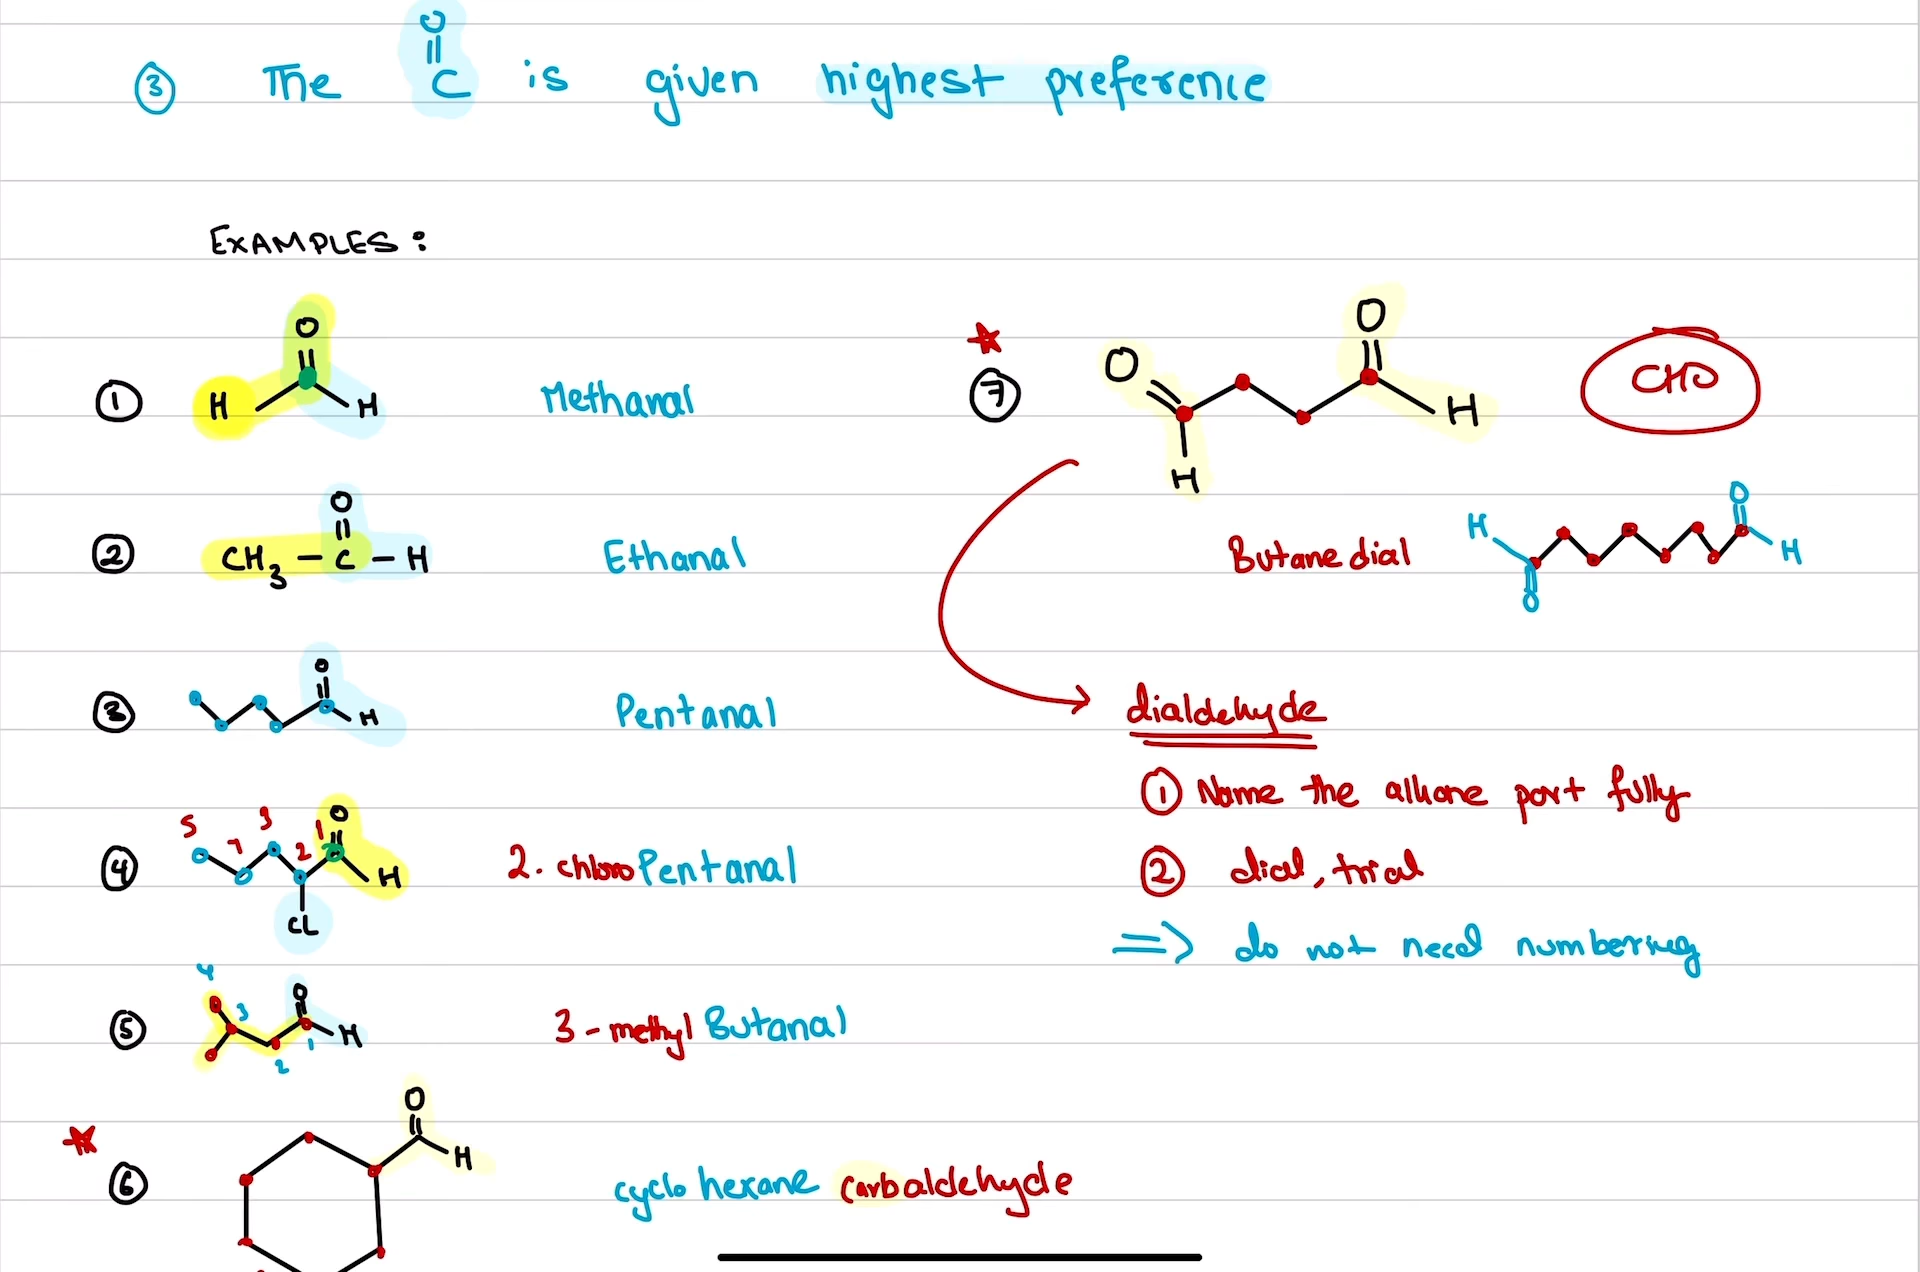 O
③ The C is given highest preference
EXAMPLES:
① H O H Methanal
② CH3 - C - H O Ethanal
③ O H Pentanal
④ 5 4 3 2 1 O H CL 2. chloro Pentanal
⑤ 4 3 2 1 O H 3 - methyl Butanal
⑥ O H cyclo hexane carbaldehyde
⑦ O H O H CHO
Butane dial H O O H
dialdehyde
① Name the alkane part fully
② dial, trial
=> do not need numbering